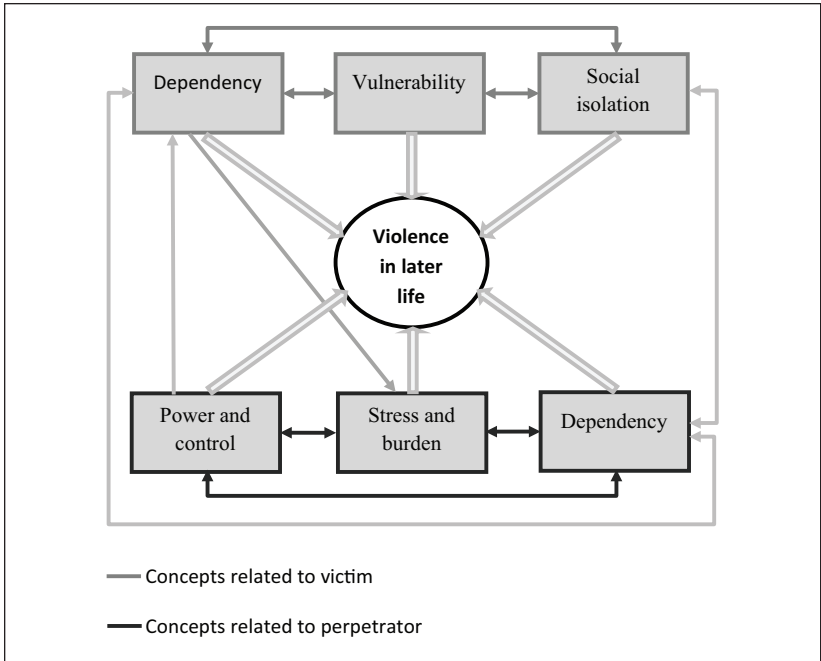 Dependency
Vulnerability
Social
isolation
Violence
in later
life
Power and
control
Stress and
burden
Dependency
Concepts related to victim
Concepts related to perpetrator